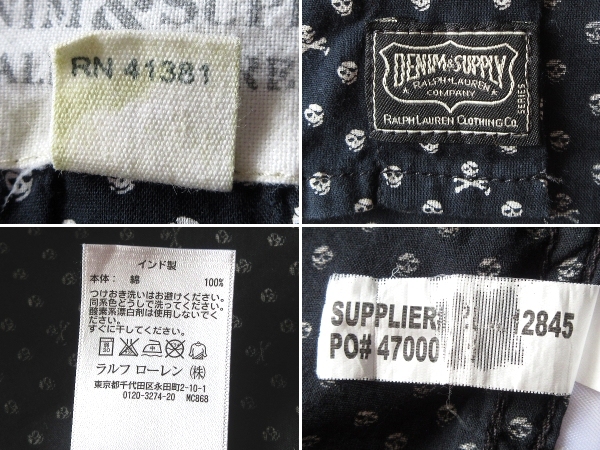 NIM & SUP
RN 41381
DENIM & SUPPLY
RALPH LAUREN
COMPANY
SERIES
RALPH LAUREN CLOTHING CO.
インド製
本体: 綿 100%
つけおき洗いはお避けください。
同系色どうしで洗ってください。
酸素系漂白剤は使用しないでください。
すぐに干してください。
ラルフ ローレン (株)
東京都千代田区永田町2-10-1
0120-3274-20 MC868
SUPPLIER 2845
PO# 47000